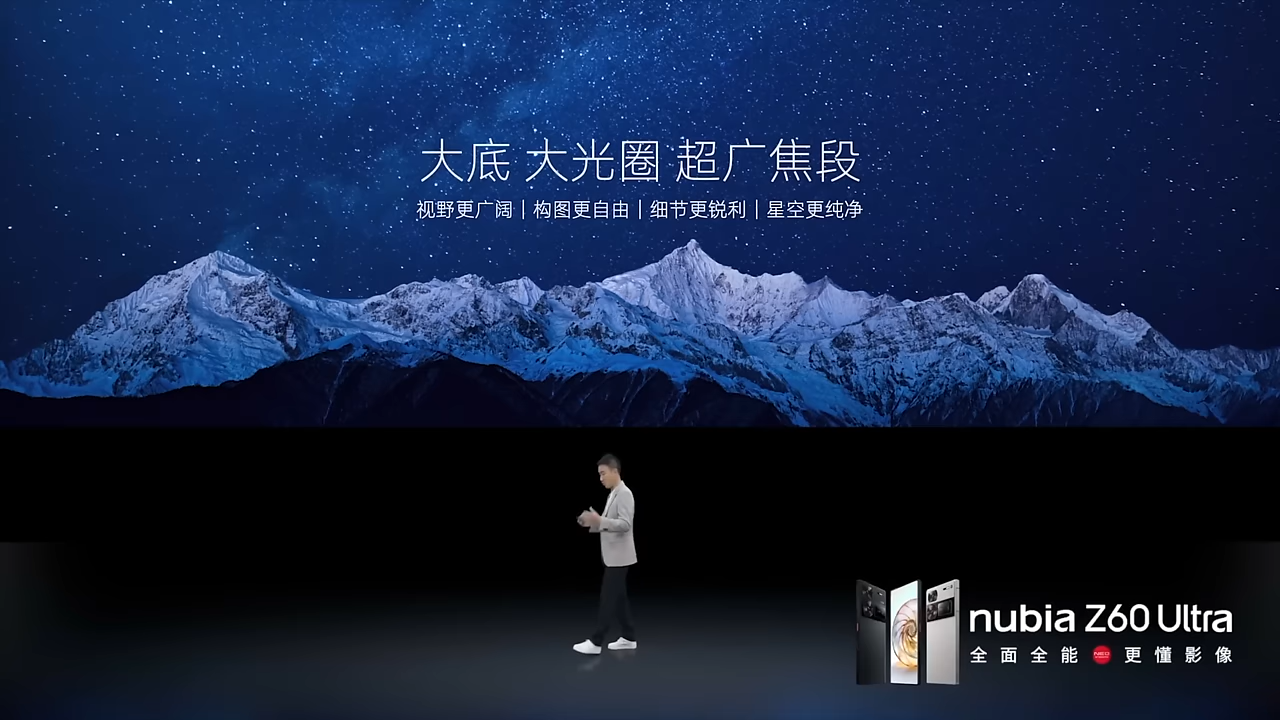 大底 大光圈 超广焦段
视野更广阔 | 构图更自由 | 细节更锐利 | 星空更纯净
nubia Z60 Ultra
全面全能 更懂影像